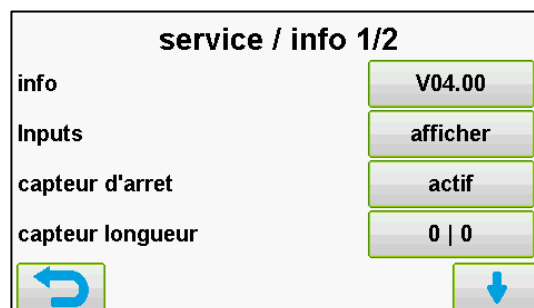 service / info 1/2
info V04.00
Inputs afficher
capteur d'arret actif
capteur longueur 0 | 0